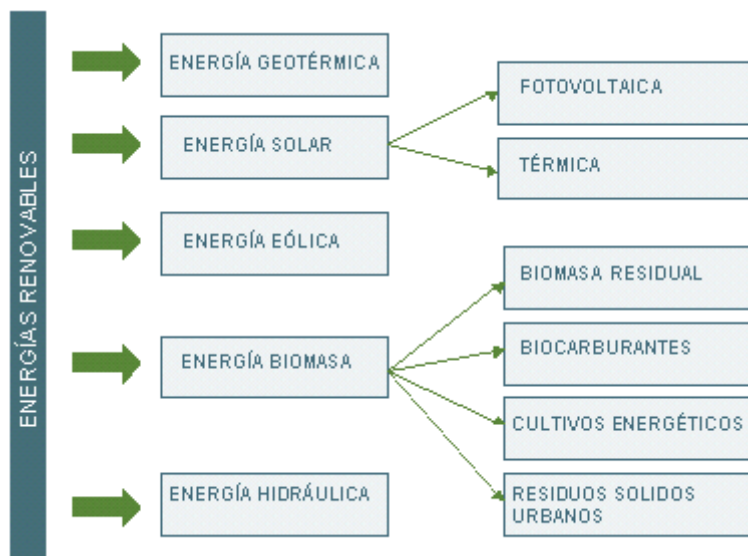 ENERGÍAS RENOVABLES
ENERGÍA GEOTÉRMICA
ENERGÍA SOLAR
FOTOVOLTAICA
TÉRMICA
ENERGÍA EÓLICA
ENERGÍA BIOMASA
BIOMASA RESIDUAL
BIOCARBURANTES
CULTIVOS ENERGÉTICOS
RESIDUOS SOLIDOS
URBANOS
ENERGÍA HIDRÁULICA